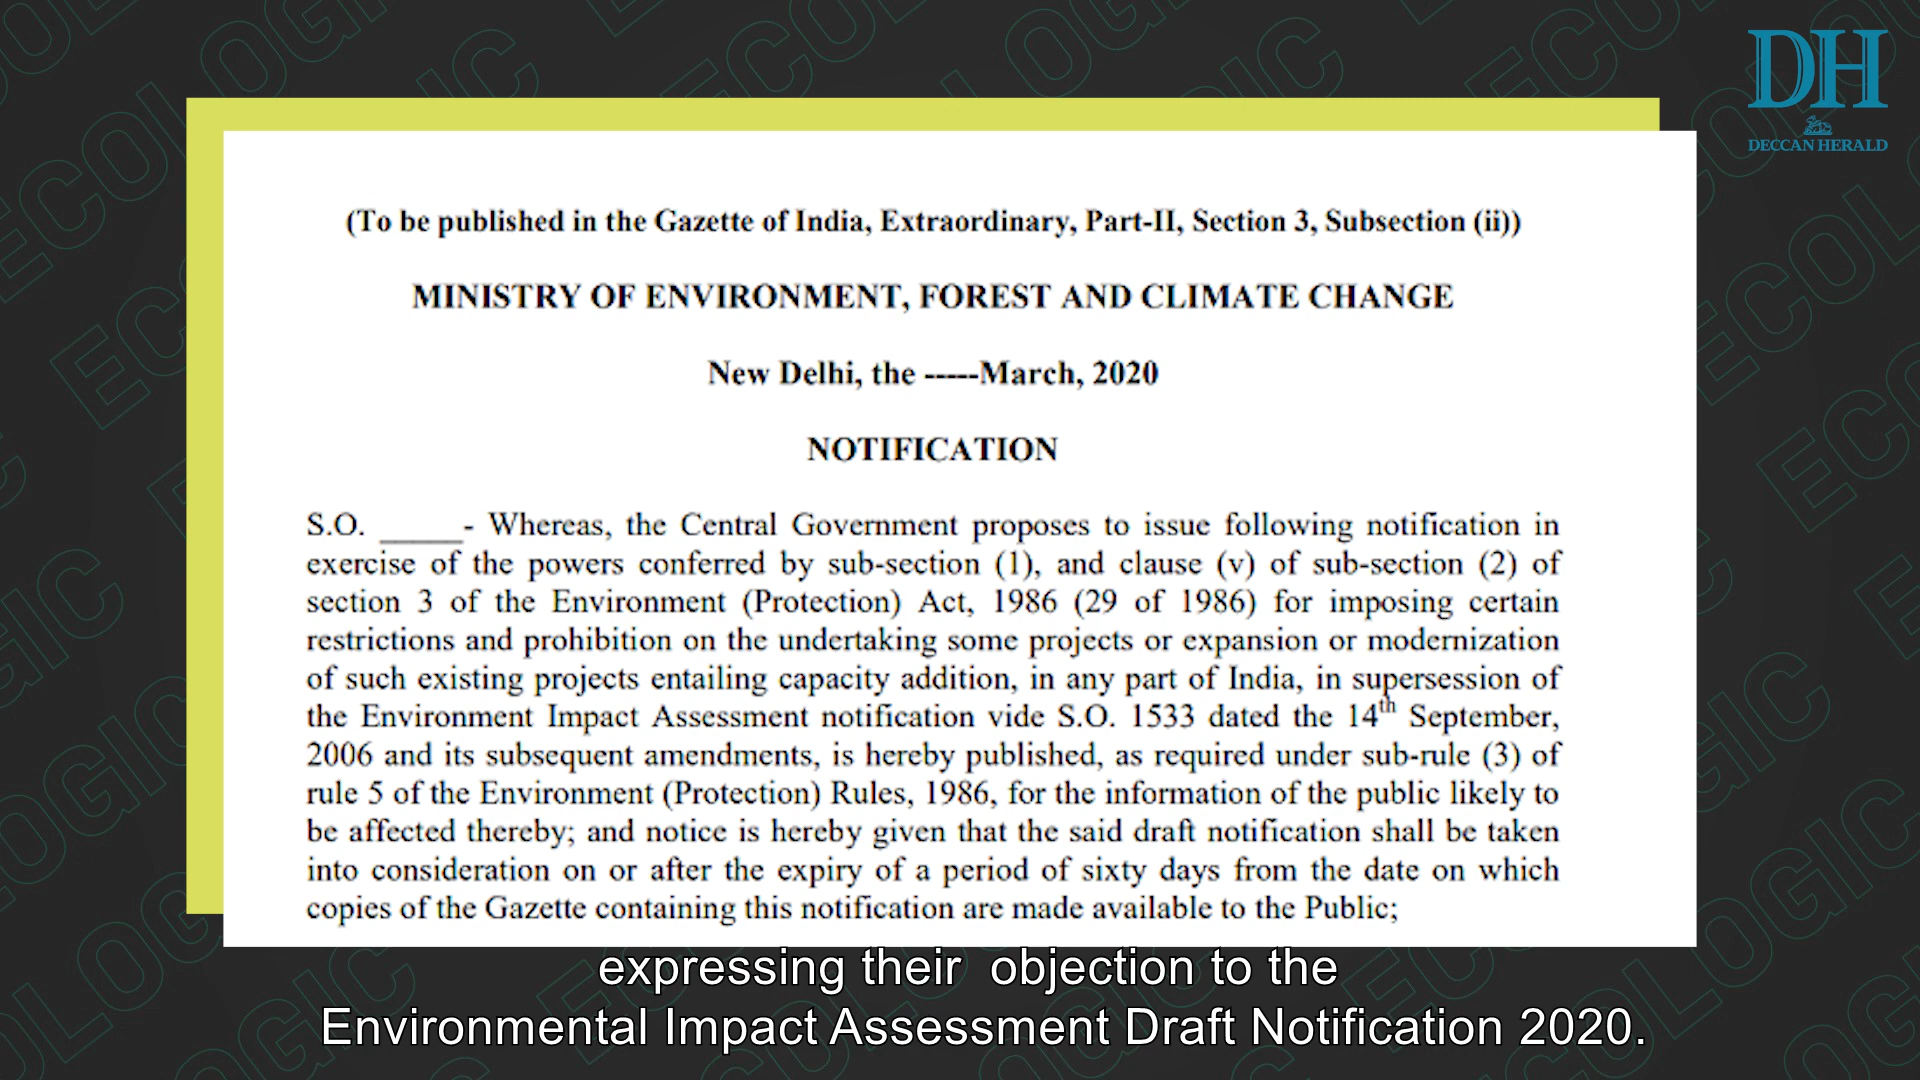 DH
DECCAN HERALD
(To be published in the Gazette of India, Extraordinary, Part-II, Section 3, Subsection (ii))
MINISTRY OF ENVIRONMENT, FOREST AND CLIMATE CHANGE
New Delhi, the -----March, 2020
NOTIFICATION
S.O. _____ - Whereas, the Central Government proposes to issue following notification in
exercise of the powers conferred by sub-section (1), and clause (v) of sub-section (2) of
section 3 of the Environment (Protection) Act, 1986 (29 of 1986) for imposing certain
restrictions and prohibition on the undertaking some projects or expansion or modernization
of such existing projects entailing capacity addition, in any part of India, in supersession of
the Environment Impact Assessment notification vide S.O. 1533 dated the 14th September,
2006 and its subsequent amendments, is hereby published, as required under sub-rule (3) of
rule 5 of the Environment (Protection) Rules, 1986, for the information of the public likely to
be affected thereby; and notice is hereby given that the said draft notification shall be taken
into consideration on or after the expiry of a period of sixty days from the date on which
copies of the Gazette containing this notification are made available to the Public;
expressing their objection to the
Environmental Impact Assessment Draft Notification 2020.
ECOLOGIC